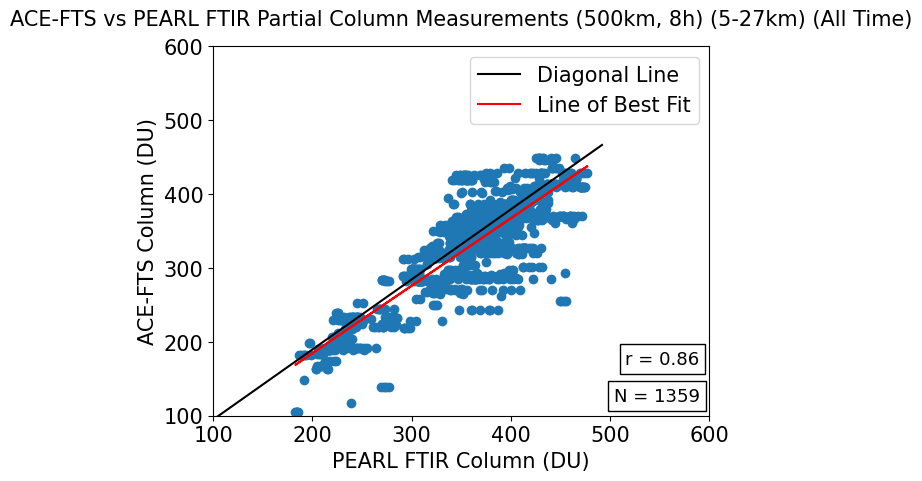 ACE-FTS vs PEARL FTIR Partial Column Measurements (500km, 8h) (5-27km) (All Time)
600
500
400
300
200
100
ACE-FTS Column (DU)
Diagonal Line
Line of Best Fit
r = 0.86
N = 1359
100 200 300 400 500 600
PEARL FTIR Column (DU)